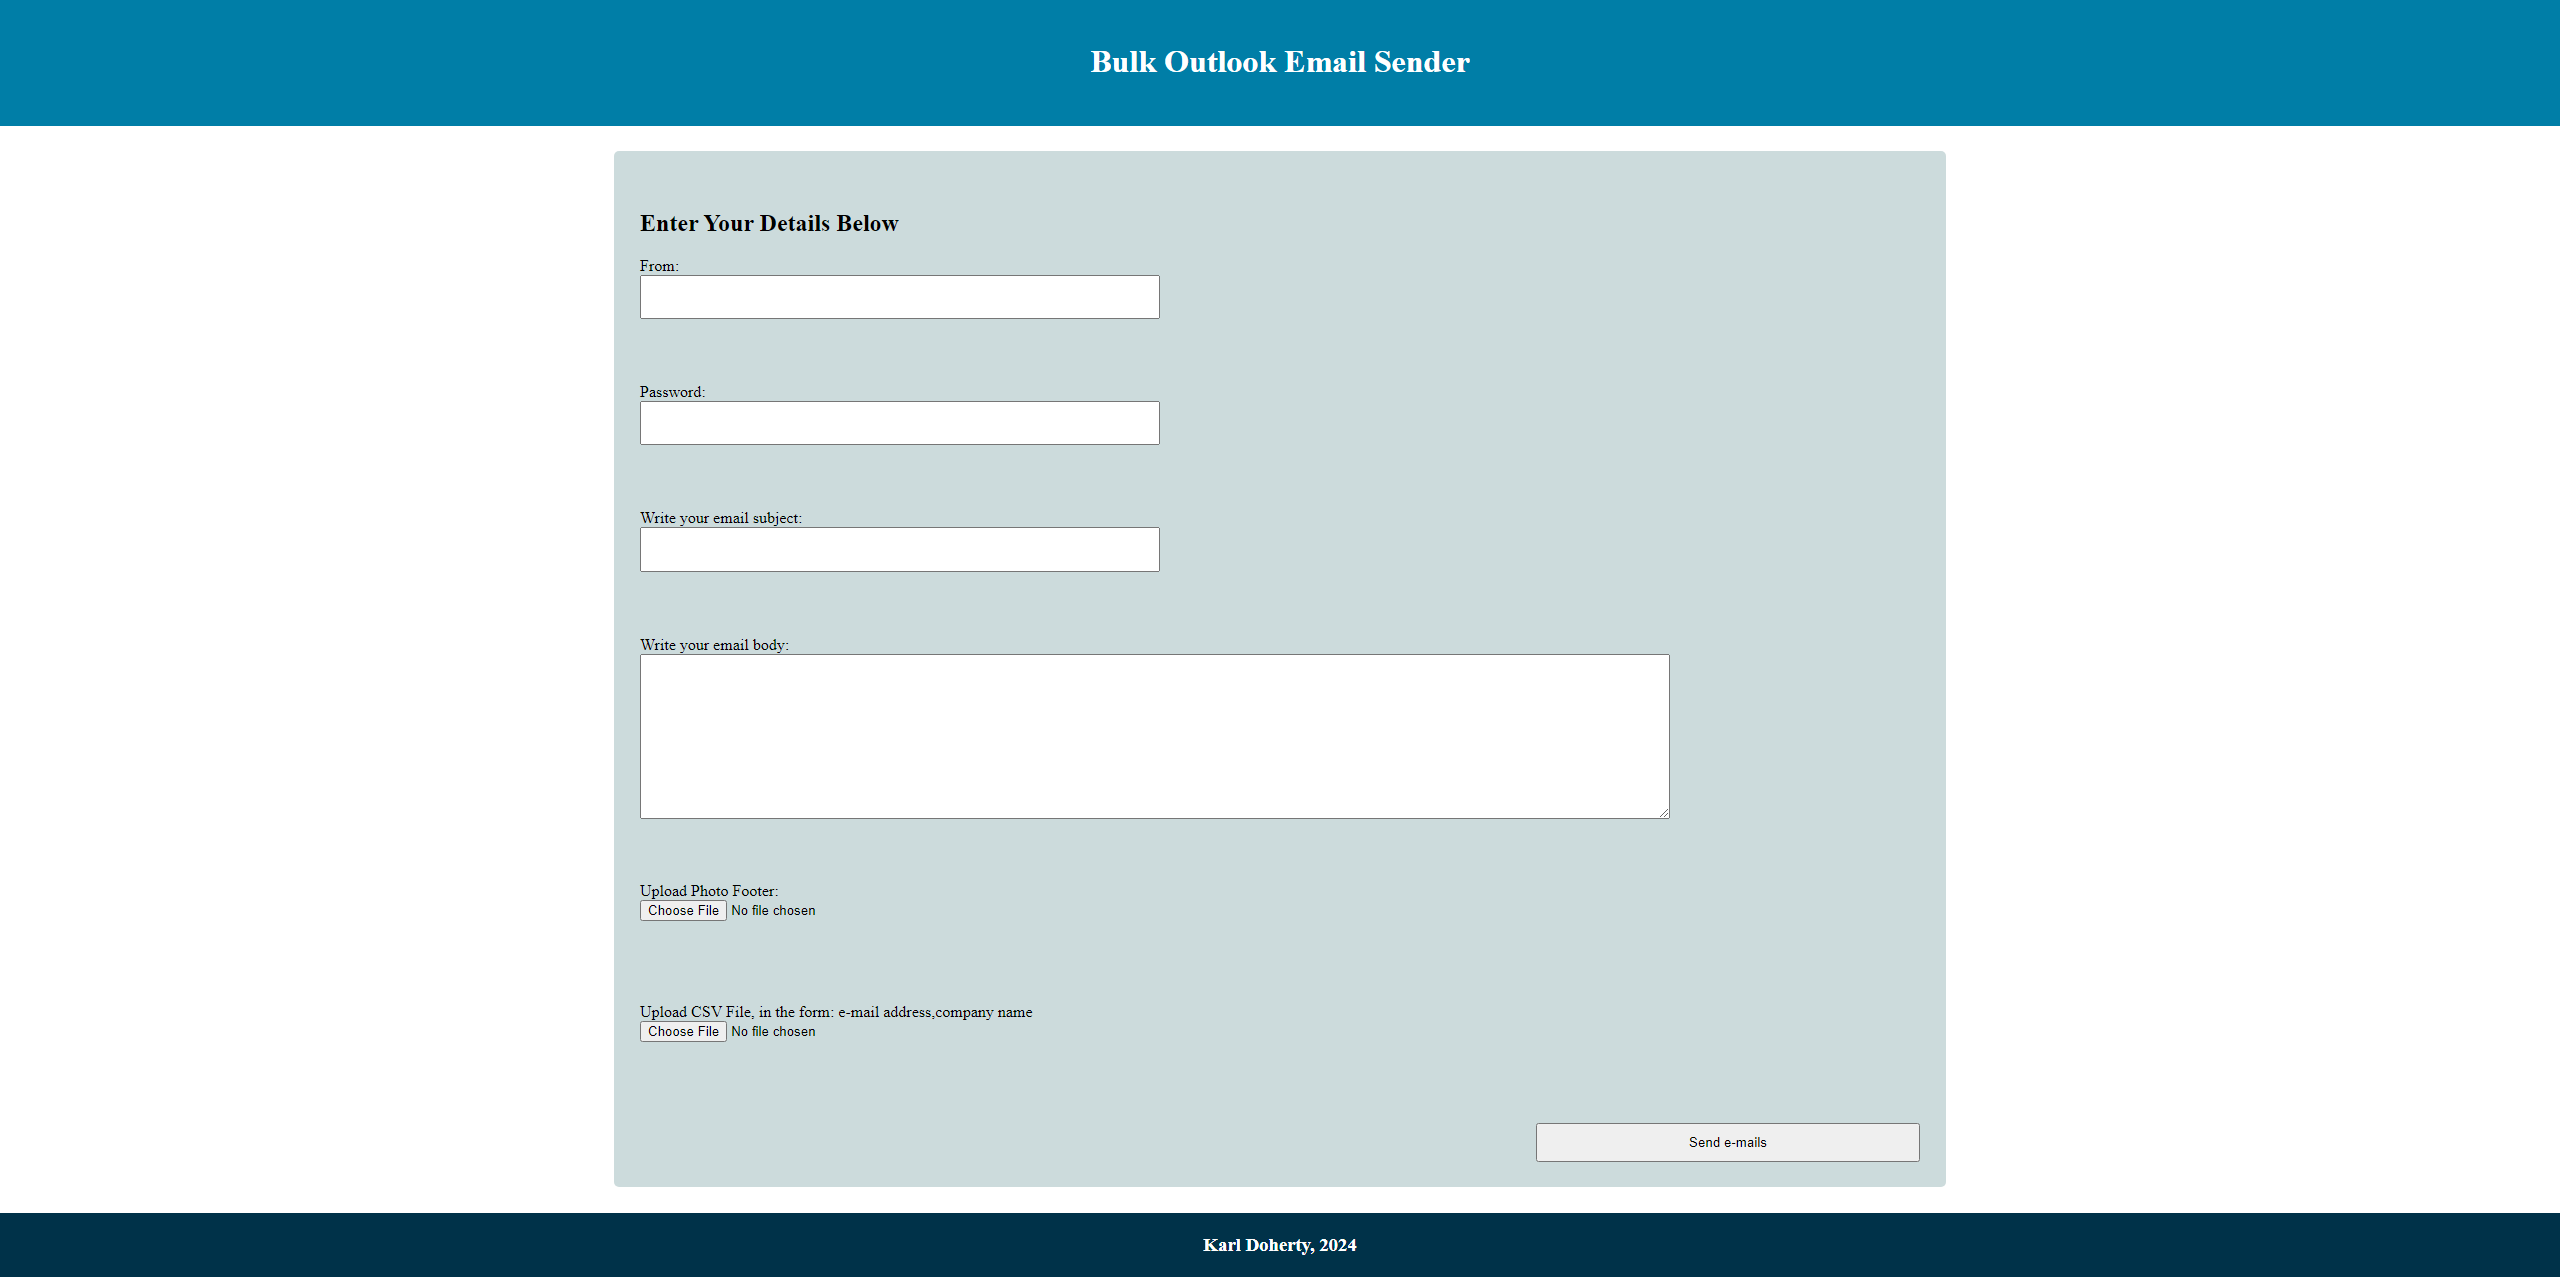 Bulk Outlook Email Sender
Enter Your Details Below
From:
Password:
Write your email subject:
Write your email body:
Upload Photo Footer:
Choose File No file chosen
Upload CSV File, in the form: e-mail address,company name
Choose File No file chosen
Send e-mails
Karl Doherty, 2024